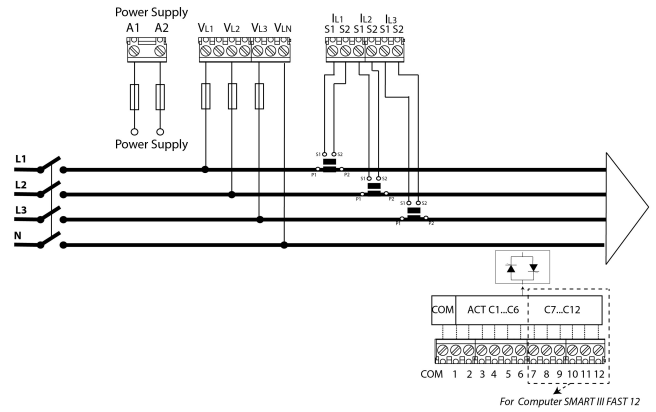 Power Supply
A1 A2
VL1 VL2 VL3 VLN
IL1 IL2 IL3
S1 S2 S1 S2 S1 S2
Power Supply
L1
S1 S2
P1 P2
L2
S1 S2
P1 P2
L3
S1 S2
P1 P2
N
COM ACT C1...C6 C7...C12
COM 1 2 3 4 5 6 7 8 9 10 11 12
For Computer SMART III FAST 12